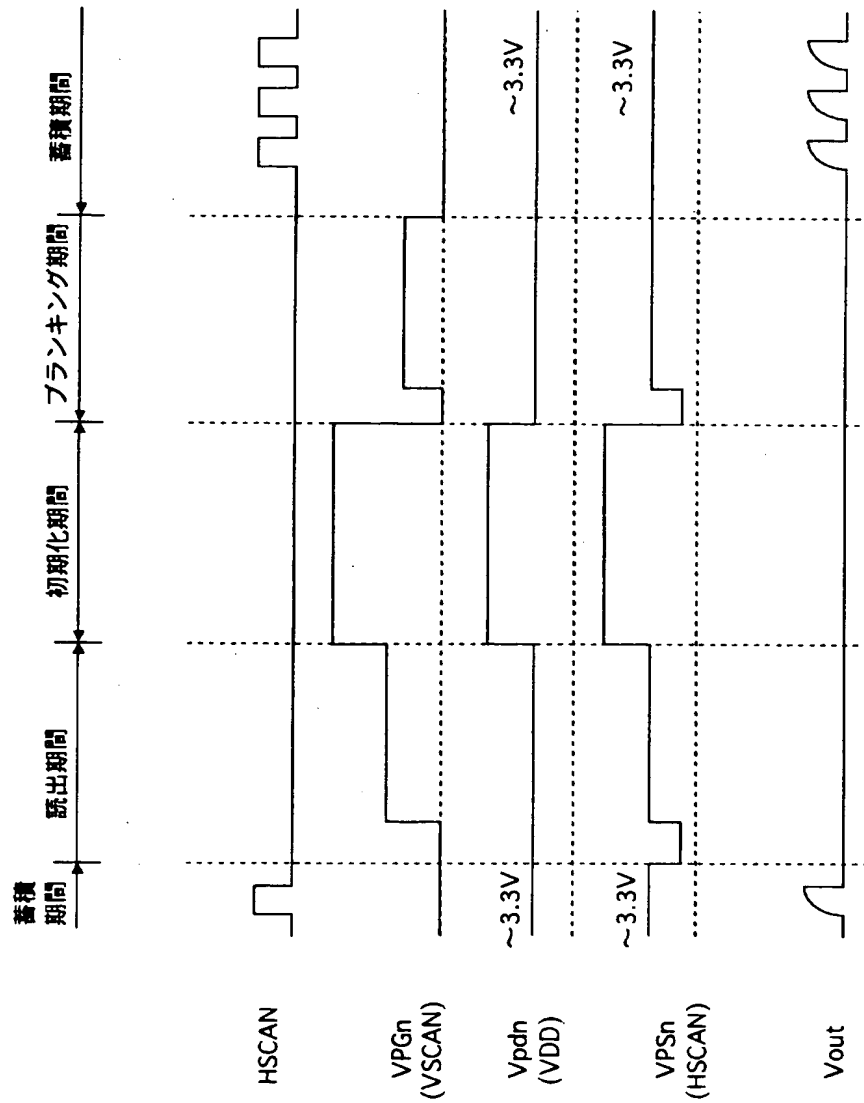 蓄積
期間
読出期間
初期化期間
ブランキング期間
蓄積期間
HSCAN
VPGn
(VSCAN)
Vpdn
(VDD)
～3.3V
～3.3V
VPSn
(HSCAN)
～3.3V
～3.3V
Vout